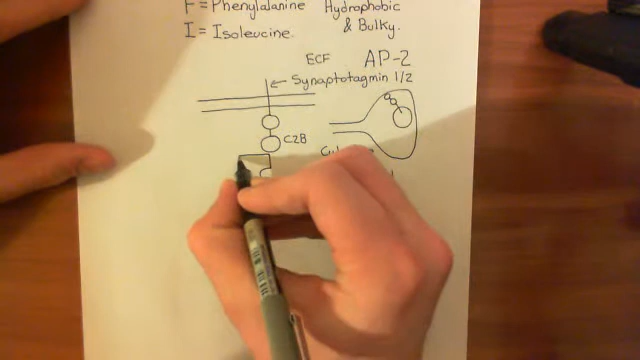 F = Phenylalanine Hydrophobic
I = Isoleucine & Bulky.
ECF AP-2
← Synaptotagmin 1/2
C2B